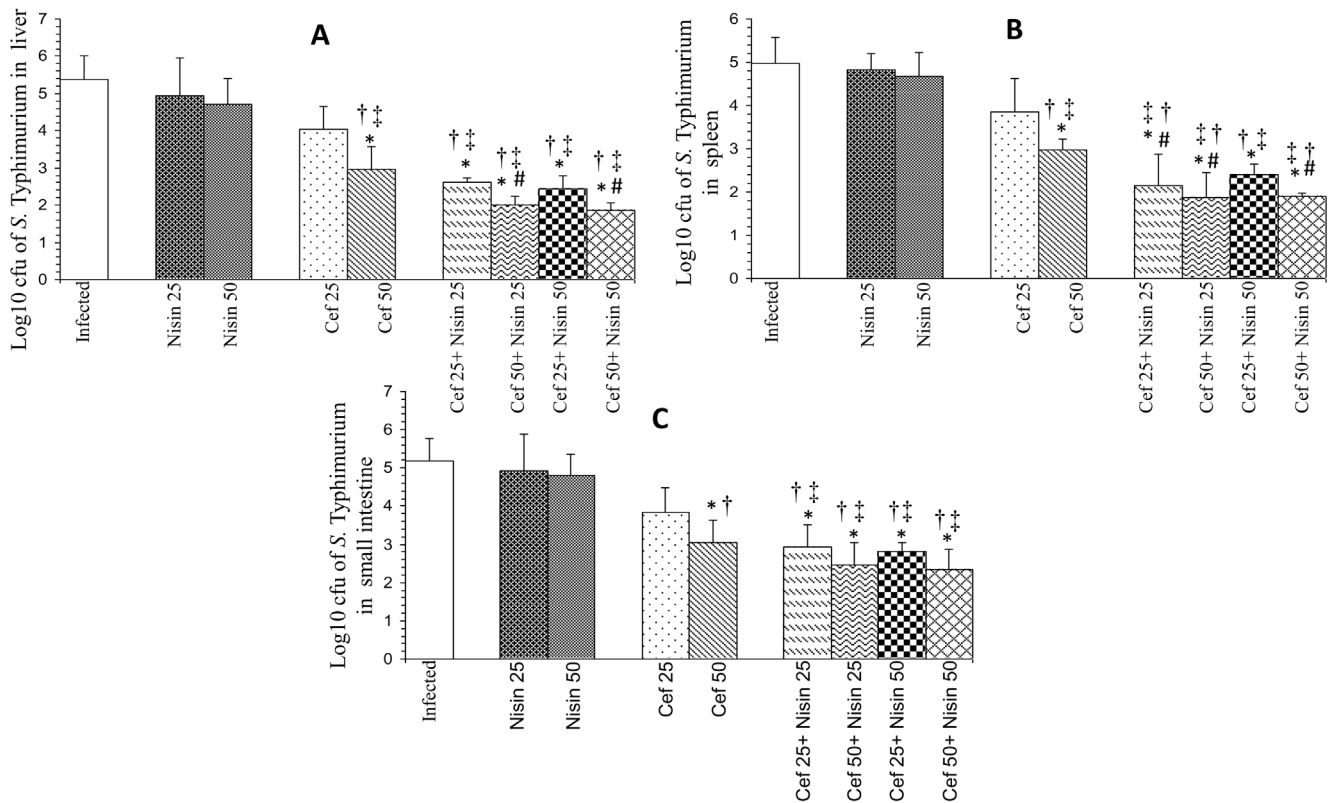 A
Log10 cfu of S. Typhimurium in liver
7
6
5
4
3
2
1
0
† ‡
*
† ‡
*
† ‡
* #
† ‡
*
† ‡
* #
Infected
Nisin 25
Nisin 50
Cef 25
Cef 50
Cef 25+ Nisin 25
Cef 50+ Nisin 25
Cef 25+ Nisin 50
Cef 50+ Nisin 50
B
Log10 cfu of S. Typhimurium
in spleen
6
5
4
3
2
1
0
† ‡
*
‡ †
* #
‡ †
* #
† ‡
*
‡ †
* #
Infected
Nisin 25
Nisin 50
Cef 25
Cef 50
Cef 25+ Nisin 25
Cef 50+ Nisin 25
Cef 25+ Nisin 50
Cef 50+ Nisin 50
C
Log10 cfu of S. Typhimurium
in small intestine
7
6
5
4
3
2
1
0
* †
† ‡
*
† ‡
*
† ‡
*
† ‡
*
Infected
Nisin 25
Nisin 50
Cef 25
Cef 50
Cef 25+ Nisin 25
Cef 50+ Nisin 25
Cef 25+ Nisin 50
Cef 50+ Nisin 50